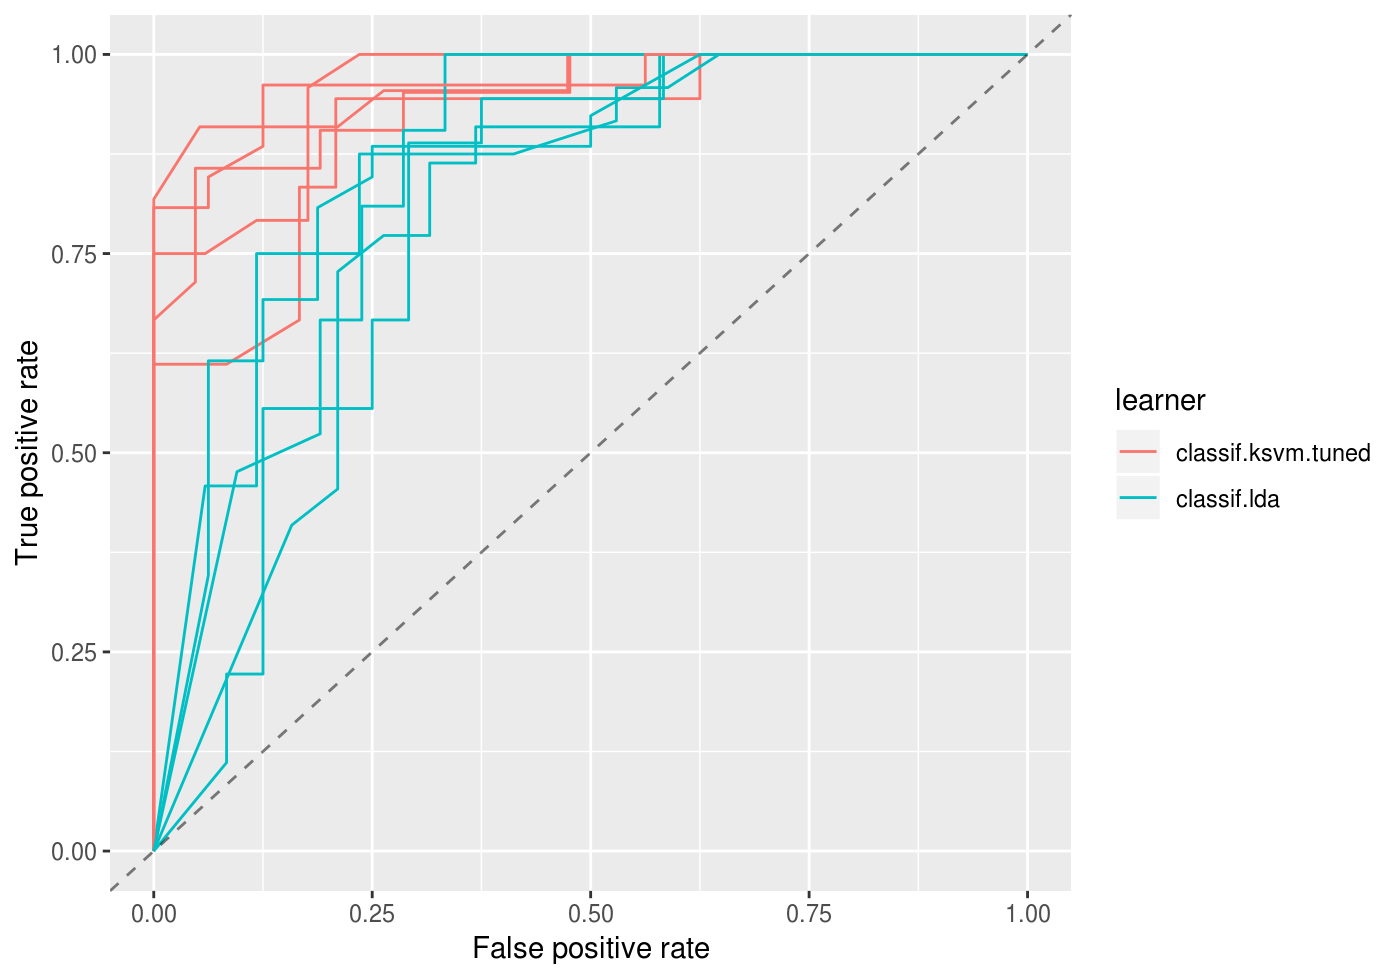 1.00
0.75
0.50
0.25
0.00
True positive rate
0.00 0.25 0.50 0.75 1.00
False positive rate
learner
classif.ksvm.tuned
classif.lda